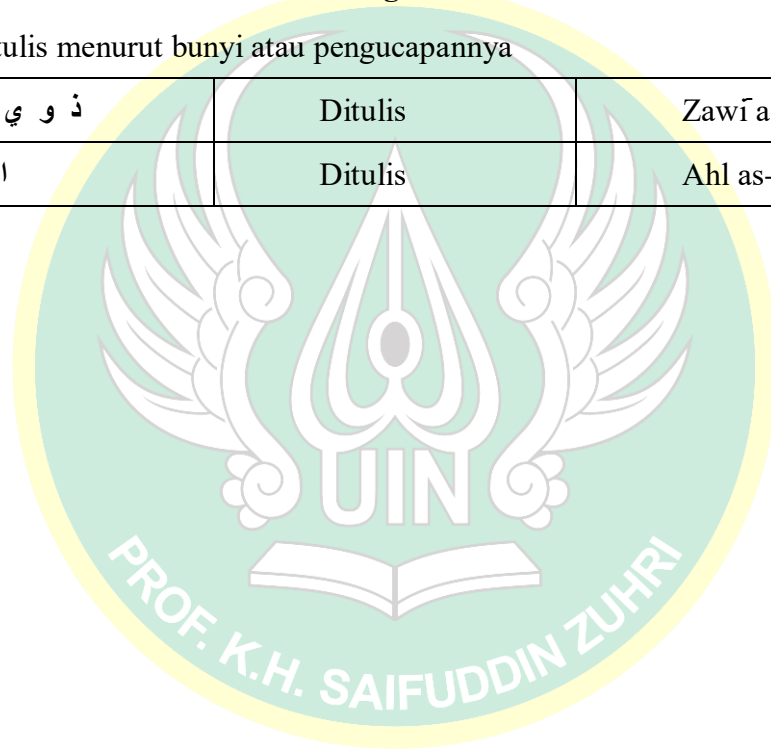 tulis menurut bunyi atau pengucapannya
ذ و ي Ditulis Zawī a
ا Ditulis Ahl as-
UIN
PROF. K.H. SAIFUDDIN ZUHRI